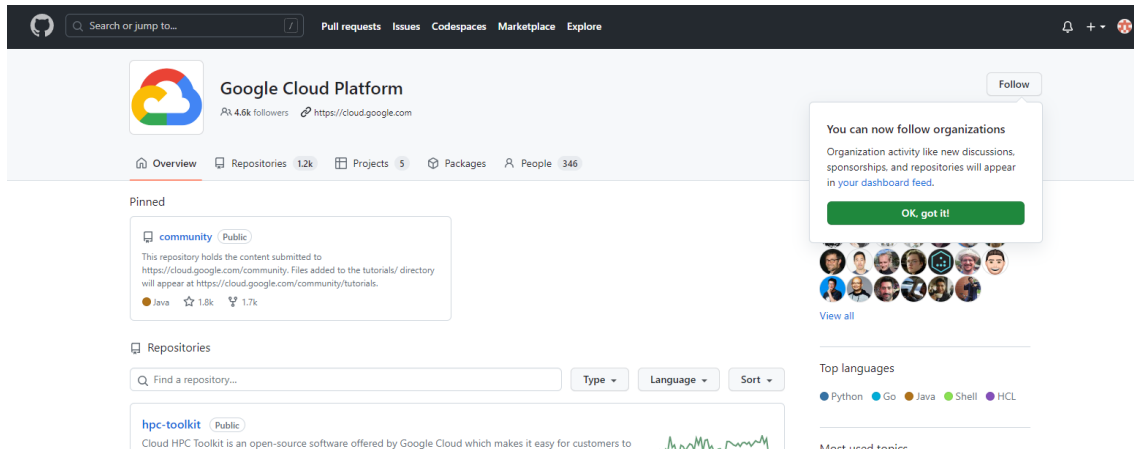 Search or jump to... /
Pull requests Issues Codespaces Marketplace Explore
Google Cloud Platform
4.6k followers https://cloud.google.com
Follow
You can now follow organizations
Organization activity like new discussions,
sponsorships, and repositories will appear
in your dashboard feed.
OK, got it!
Overview Repositories 1.2k Projects 5 Packages People 346
Pinned
community Public
This repository holds the content submitted to
https://cloud.google.com/community. Files added to the tutorials/ directory
will appear at https://cloud.google.com/community/tutorials.
Java 1.8k 1.7k
View all
Repositories
Find a repository...
Type Language Sort
Top languages
Python Go Java Shell HCL
hpc-toolkit Public
Cloud HPC Toolkit is an open-source software offered by Google Cloud which makes it easy for customers to
Most used topics